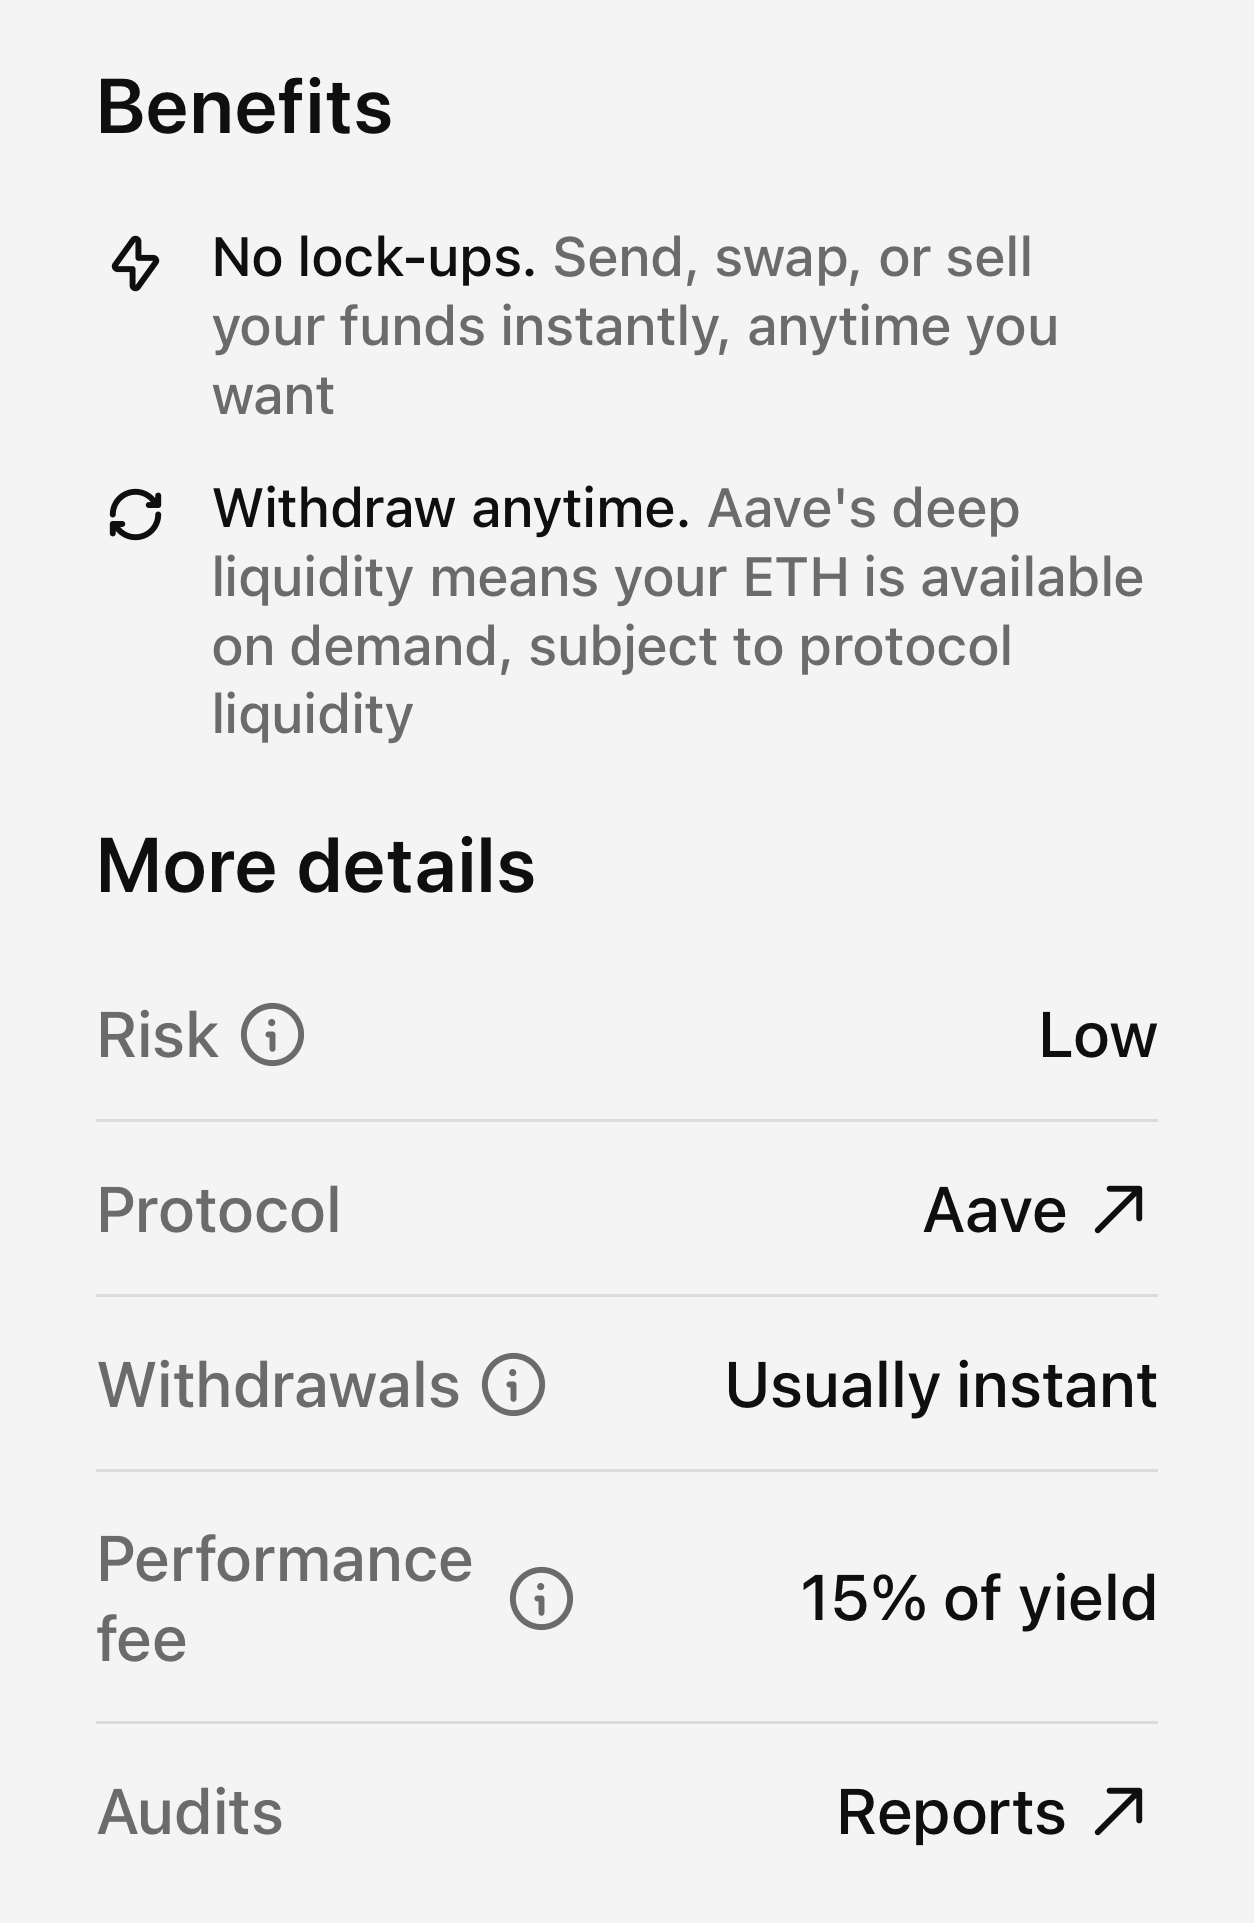 Benefits
No lock-ups. Send, swap, or sell
your funds instantly, anytime you
want
Withdraw anytime. Aave's deep
liquidity means your ETH is available
on demand, subject to protocol
liquidity
More details
Risk Low
Protocol Aave
Withdrawals Usually instant
Performance
fee
15% of yield
Audits Reports